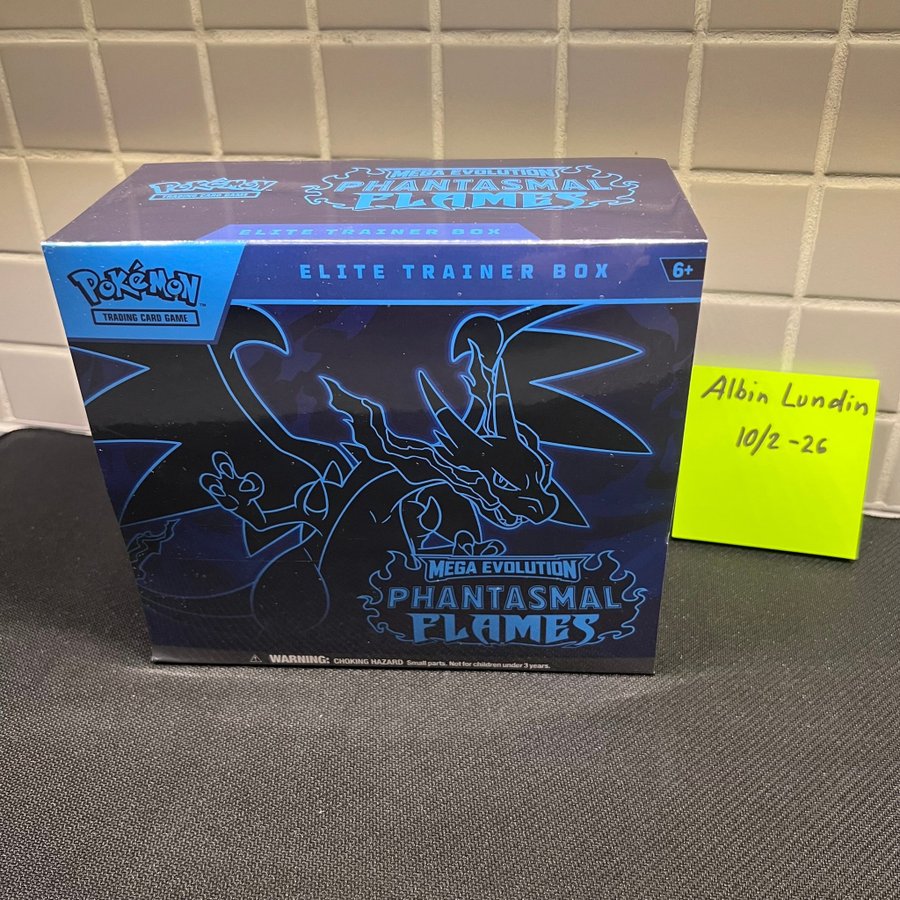 POKÉMON
TRADING CARD GAME
MEGA EVOLUTION
PHANTASMAL
FLAMES
ELITE TRAINER BOX
POKÉMON™
TRADING CARD GAME
ELITE TRAINER BOX
6+
Albin Lundin
10/2-26
MEGA EVOLUTION
PHANTASMAL
FLAMES
⚠ WARNING: CHOKING HAZARD Small parts. Not for children under 3 years.